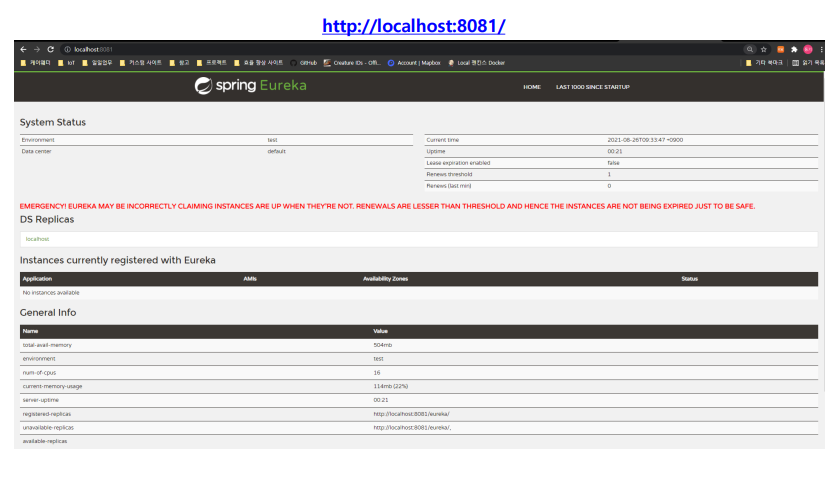 http://localhost:8081/
localhost:8081
케이웨더 IoT 일일업무 커스텀 사이트 참고 프로젝트 효율 향상 사이트 GitHub Creature IDs - Offi... Account | Mapbox Local 젠킨스 Docker 기타 북마크 읽기 목록
spring Eureka HOME LAST 1000 SINCE STARTUP
System Status
Environment test Current time 2021-08-26T09:33:47 +0900
Data center default Uptime 00:21
Lease expiration enabled false
Renews threshold 1
Renews (last min) 0
EMERGENCY! EUREKA MAY BE INCORRECTLY CLAIMING INSTANCES ARE UP WHEN THEY'RE NOT. RENEWALS ARE LESSER THAN THRESHOLD AND HENCE THE INSTANCES ARE NOT BEING EXPIRED JUST TO BE SAFE.
DS Replicas
localhost
Instances currently registered with Eureka
Application AMIs Availability Zones Status
No instances available
General Info
Name Value
total-avail-memory 504mb
environment test
num-of-cpus 16
current-memory-usage 114mb (22%)
server-uptime 00:21
registered-replicas http://localhost:8081/eureka/
unavailable-replicas http://localhost:8081/eureka/,
available-replicas